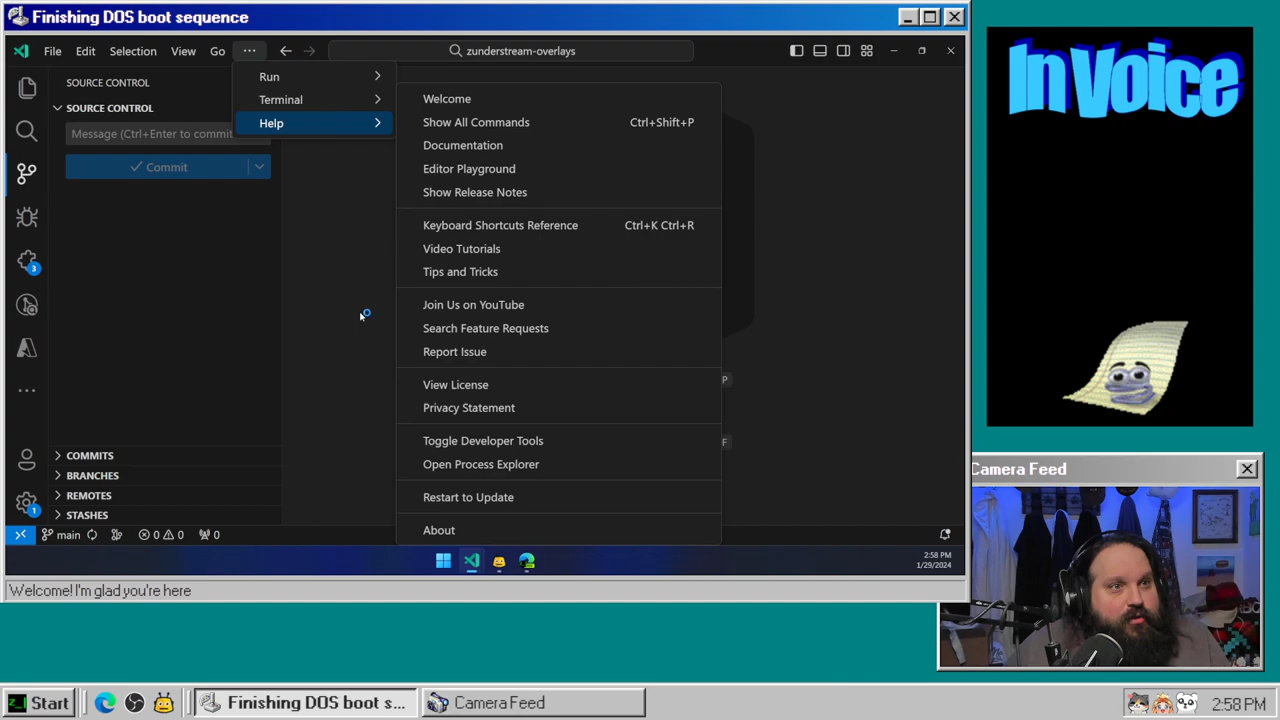 Finishing DOS boot sequence
File Edit Selection View Go ... zunderstream-overlays
SOURCE CONTROL
SOURCE CONTROL
Message (Ctrl+Enter to commit
Commit
Run
Terminal
Help
Welcome
Show All Commands Ctrl+Shift+P
Documentation
Editor Playground
Show Release Notes
Keyboard Shortcuts Reference Ctrl+K Ctrl+R
Video Tutorials
Tips and Tricks
Join Us on YouTube
Search Feature Requests
Report Issue
View License
Privacy Statement
Toggle Developer Tools
Open Process Explorer
Restart to Update
About
P
F
3
1
COMMITS
BRANCHES
REMOTES
STASHES
main 0 0 0
2:58 PM
1/29/2024
Welcome! I'm glad you're here
InVoice
Camera Feed
Start Finishing DOS boot s... Camera Feed 2:58 PM